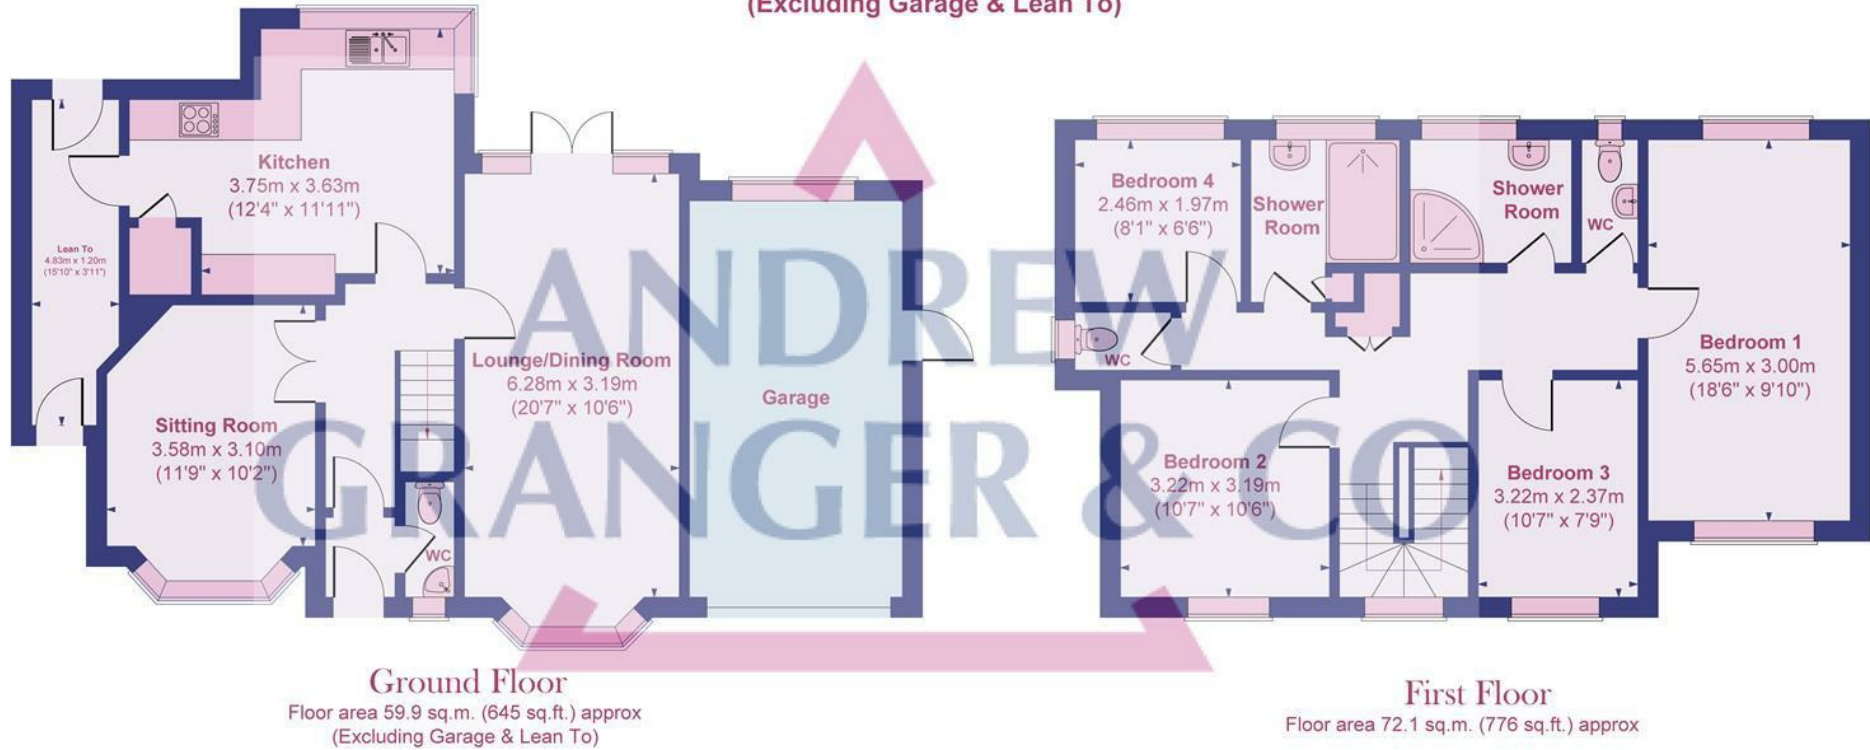 (Excluding Garage & Lean To)
Kitchen
3.75m x 3.63m
(12'4" x 11'11")
Lean To
4.83m x 1.20m
(15'10" x 3'11")
Sitting Room
3.58m x 3.10m
(11'9" x 10'2")
Lounge/Dining Room
6.28m x 3.19m
(20'7" x 10'6")
WC
Garage
Ground Floor
Floor area 59.9 sq.m. (645 sq.ft.) approx
(Excluding Garage & Lean To)
Bedroom 4
2.46m x 1.97m
(8'1" x 6'6")
Shower
Room
Shower
Room
WC
WC
Bedroom 1
5.65m x 3.00m
(18'6" x 9'10")
Bedroom 2
3.22m x 3.19m
(10'7" x 10'6")
Bedroom 3
3.22m x 2.37m
(10'7" x 7'9")
First Floor
Floor area 72.1 sq.m. (776 sq.ft.) approx
ANDREW
GRANGER & CO